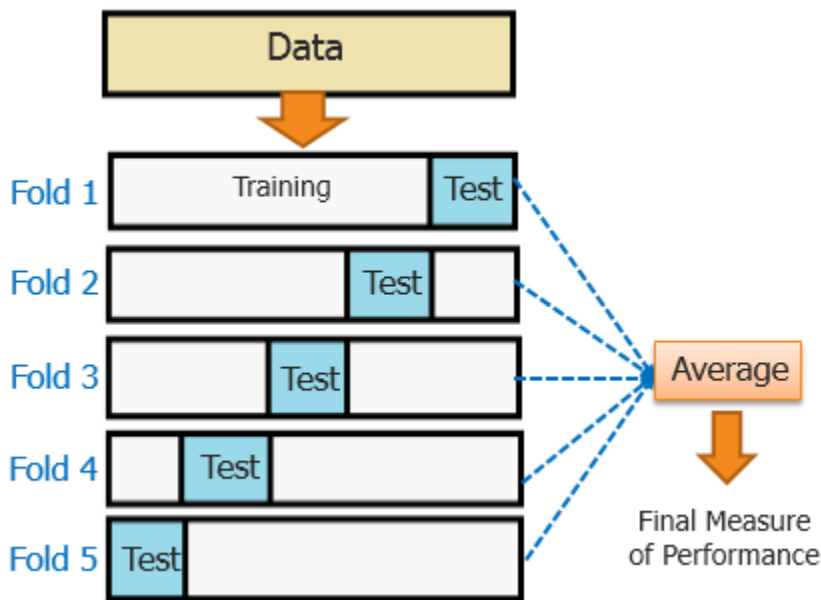 Data
Fold 1
Training
Test
Fold 2
Test
Fold 3
Test
Average
Fold 4
Test
Final Measure
of Performance
Fold 5
Test